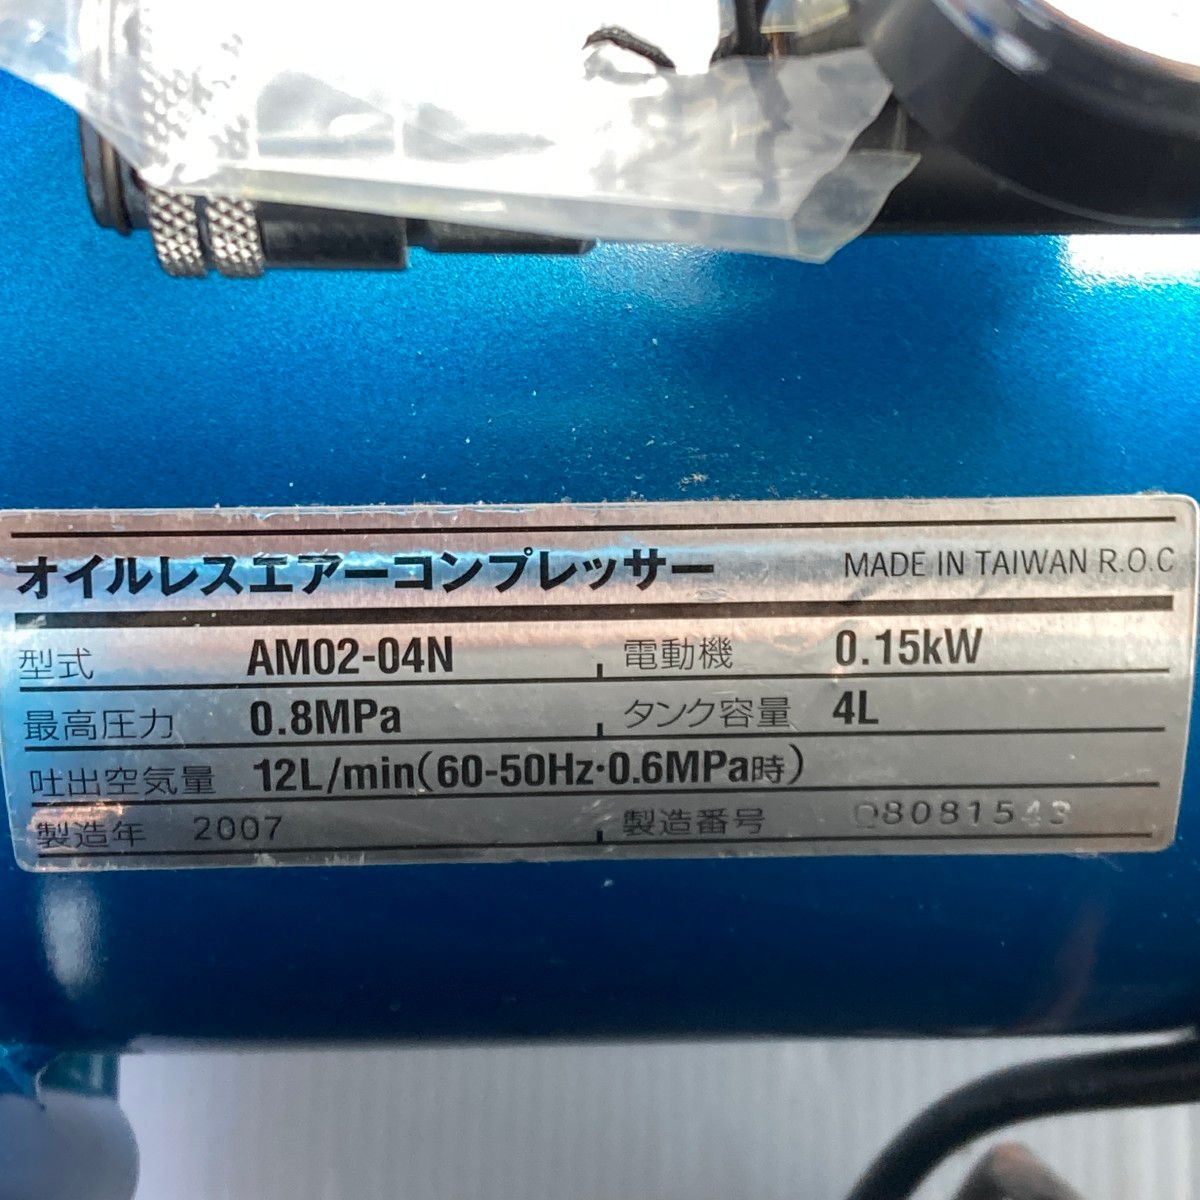 オイルレスエアーコンプレッサー MADE IN TAIWAN R.O.C
型式 AM02-04N 電動機 0.15kW
最高圧力 0.8MPa タンク容量 4L
吐出空気量 12L/min(60-50Hz·0.6MPa時)
製造年 2007 製造番号 08081543